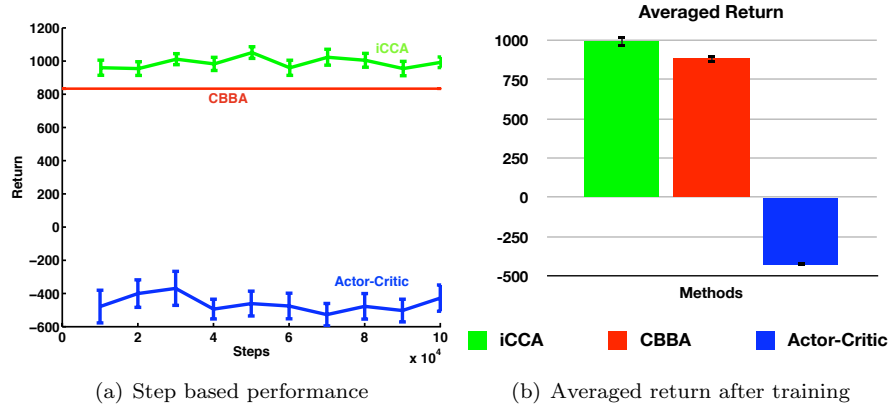 1200
1000
800
600
400
200
0
−200
−400
−600
Return
iCCA
CBBA
Actor-Critic
0 2 4 6 8 10
Steps
x 10^4
(a) Step based performance
Averaged Return
1000
750
500
250
0
-250
-500
Methods
iCCA CBBA Actor-Critic
(b) Averaged return after training